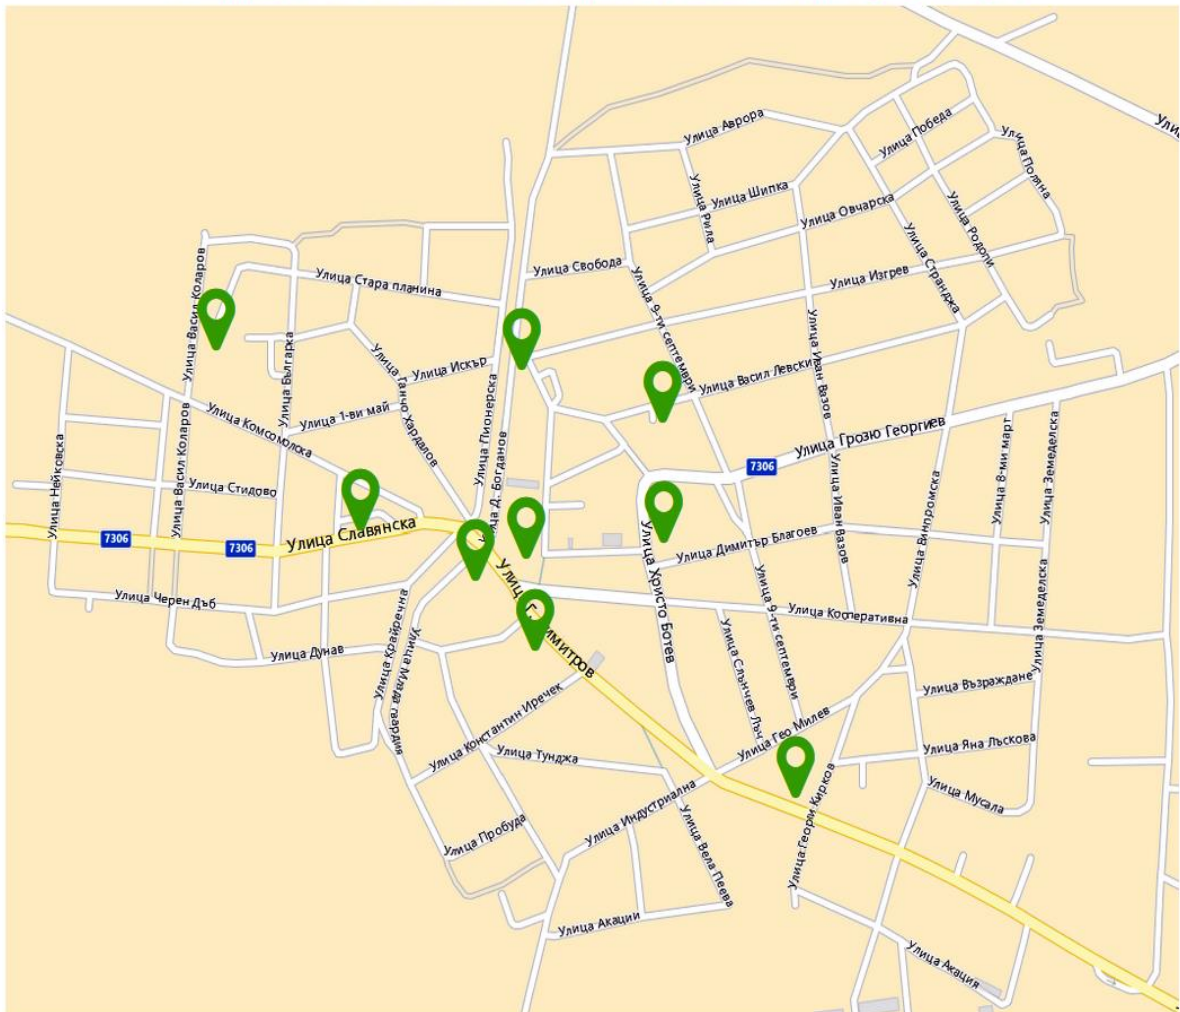 Улица Аврора
Улица Победа
Улица Поляна
Улица Рила
Улица Шипка
Улица Овчарска
Улица Родопи
Улица Странджа
Улица Изгрев
Улица Свобода
Улица 9-ти септември
Улица Васил Коларов
Улица Стара планина
Улица Българка
Улица Ганчо Хардалов
Улица Искър
Улица Пионерска
Улица Васил Левски
Улица Иван Вазов
Улица Грозю Георгиев
7306
Улица 1-ви май
Улица Комсомолска
Улица Васил Коларов
Улица Нейковска
Улица Стидово
Улица Д. Богданов
Улица Иван Вазов
Улица Винпромска
Улица 8-ми март
Улица Земеделска
7306
7306
Улица Славянска
Улица Димитър Благоев
Улица Христо Ботев
Улица 9-ти септември
Улица Кооперативна
Улица Черен Дъб
Улица Дунав
Улица Крайречна
Улица Млада гвардия
Улица Слънчев Лъч
Улица Земеделска
Улица Възраждане
Улица Константин Иречек
Улица Тунджа
Улица Гео Милев
Улица Яна Лъскова
Улица Мусала
Улица Георги Кирков
Улица Индустриална
Улица Пробуда
Улица Вела Пеева
Улица Акации
Улица Акация